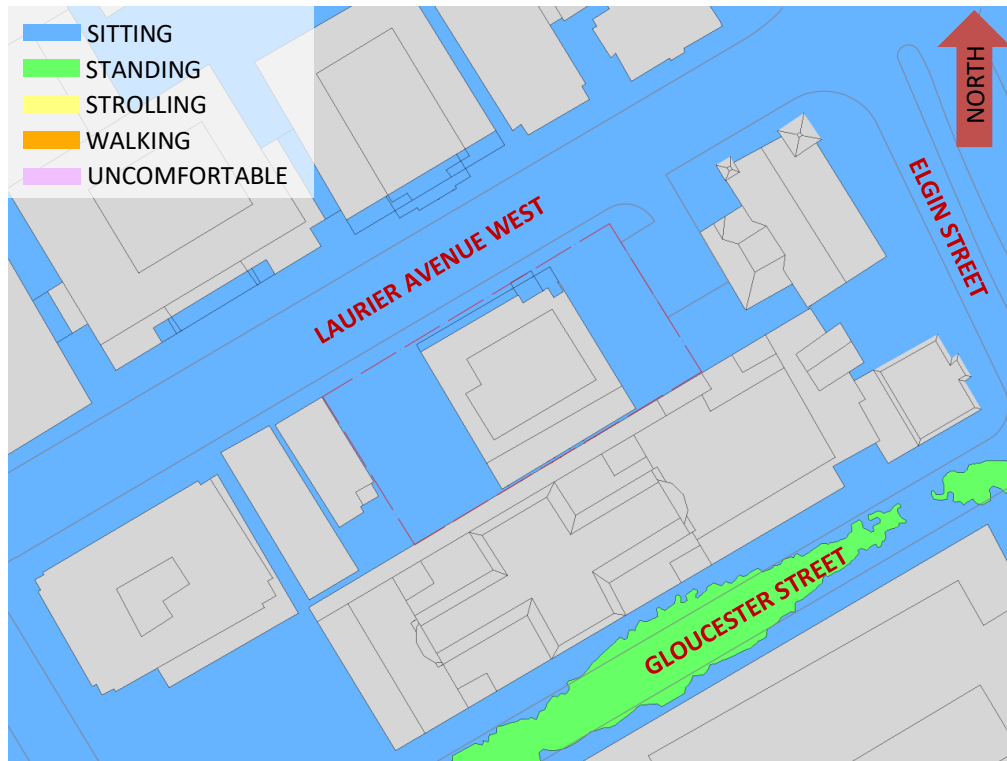 SITTING
STANDING
STROLLING
WALKING
UNCOMFORTABLE
NORTH
LAURIER AVENUE WEST
ELGIN STREET
GLOUCESTER STREET